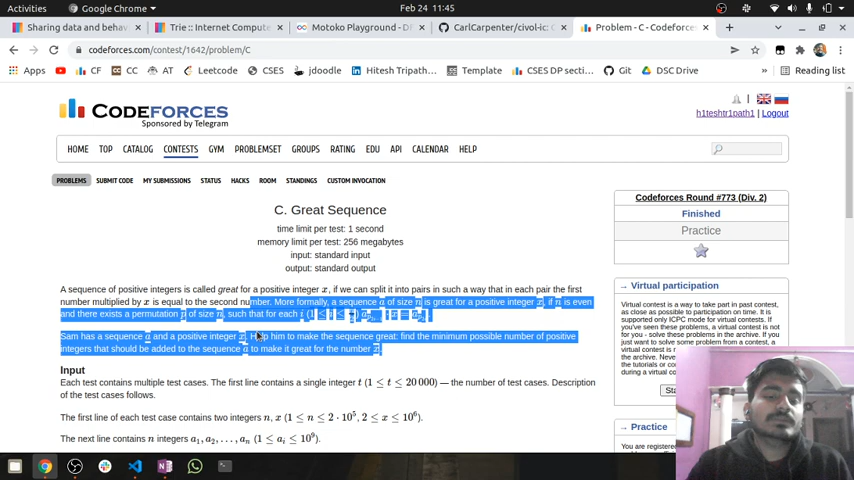 Activities
Google Chrome
Feb 21 11:45
Sharing data and behav
Trie :: Internet Compute
Motoko Playground - DF
CarlCarpenter/civol-ic: C
Problem - C - Codeforces
codeforces.com/contest/1642/problem/C
Apps
CF
CC
AT
Leetcode
CSES
jdoodle
Hitesh Tripath...
Template
CSES DP secti...
Git
DSC Drive
»
Reading list
CODEFORCES
Sponsored by Telegram
h1teshtr1path1 | Logout
HOME TOP CATALOG CONTESTS GYM PROBLEMSET GROUPS RATING EDU API CALENDAR HELP
PROBLEMS SUBMIT CODE MY SUBMISSIONS STATUS HACKS ROOM STANDINGS CUSTOM INVOCATION
C. Great Sequence
time limit per test: 1 second
memory limit per test: 256 megabytes
input: standard input
output: standard output
A sequence of positive integers is called great for a positive integer x, if we can split it into pairs in such a way that in each pair the first
number multiplied by x is equal to the second number. More formally, a sequence a of size n is great for a positive integer x, if n is even
and there exists a permutation p of size n, such that for each i (1 ≤ i ≤ n/2) a_{p_{2i-1}} · x = a_{p_{2i}}.
Sam has a sequence a and a positive integer x. Help him to make the sequence great: find the minimum possible number of positive
integers that should be added to the sequence a to make it great for the number x.
Input
Each test contains multiple test cases. The first line contains a single integer t (1 ≤ t ≤ 20 000) — the number of test cases. Description
of the test cases follows.
The first line of each test case contains two integers n, x (1 ≤ n ≤ 2 · 10⁵, 2 ≤ x ≤ 10⁶).
The next line contains n integers a₁, a₂, …, aₙ (1 ≤ aᵢ ≤ 10⁹).
Codeforces Round #773 (Div. 2)
Finished
Practice
→ Virtual participation
Virtual contest is a way to take part in past contest,
as close as possible to participation on time. It is
supported only ICPC mode for virtual contests. If
you've seen these problems, a virtual contest is
not for you - solve these problems in the archive. If
you just want to solve some problem from a
contest, a virtual
the archive. Never
the tutorials or co
during a virtual co
Sta
→ Practice
You are registere